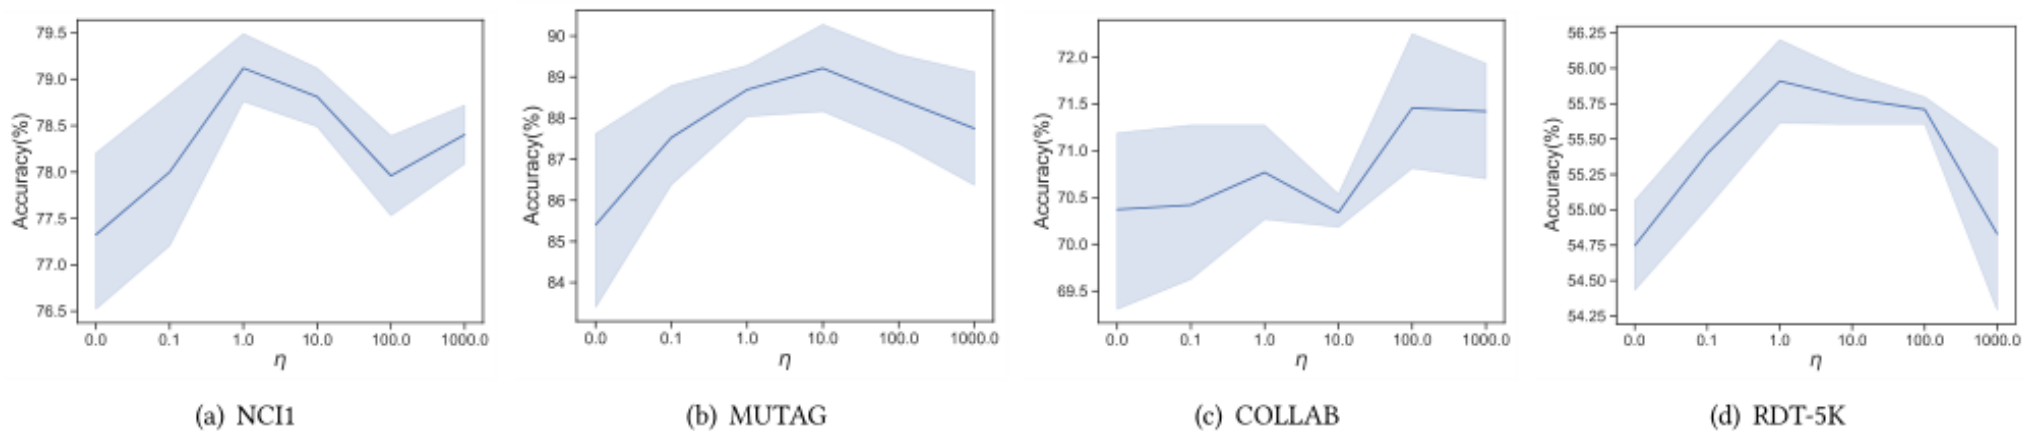 79.5
79.0
78.5
78.0
77.5
77.0
76.5
Accuracy(%)
0.0 0.1 1.0 10.0 100.0 1000.0
η
(a) NCI1
90
89
88
87
86
85
84
Accuracy(%)
0.0 0.1 1.0 10.0 100.0 1000.0
η
(b) MUTAG
72.0
71.5
71.0
70.5
70.0
69.5
Accuracy(%)
0.0 0.1 1.0 10.0 100.0 1000.0
η
(c) COLLAB
56.25
56.00
55.75
55.50
55.25
55.00
54.75
54.50
54.25
Accuracy(%)
0.0 0.1 1.0 10.0 100.0 1000.0
η
(d) RDT-5K